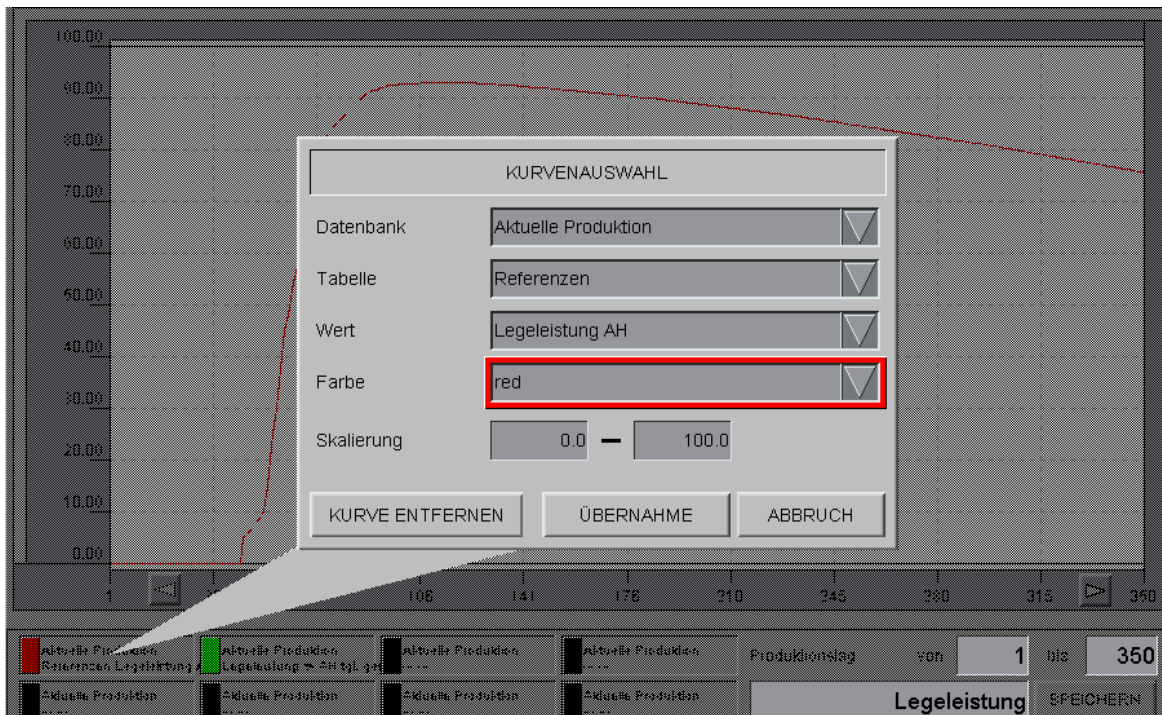 100.00
90.00
80.00
70.00
60.00
50.00
40.00
30.00
20.00
10.00
0.00
KURVENAUSWAHL
Datenbank Aktuelle Produktion
Tabelle Referenzen
Wert Legeleistung AH
Farbe red
Skalierung 0.0 — 100.0
KURVE ENTFERNEN ÜBERNAHME ABBRUCH
1 106 141 176 210 245 280 315 350
Aktuelle Produktion Aktuelle Produktion Aktuelle Produktion Aktuelle Produktion
Referenzen Legeleistung
Produktionstag von 1 bis 350
Aktuelle Produktion Aktuelle Produktion Aktuelle Produktion Aktuelle Produktion
Legeleistung SPEICHERN